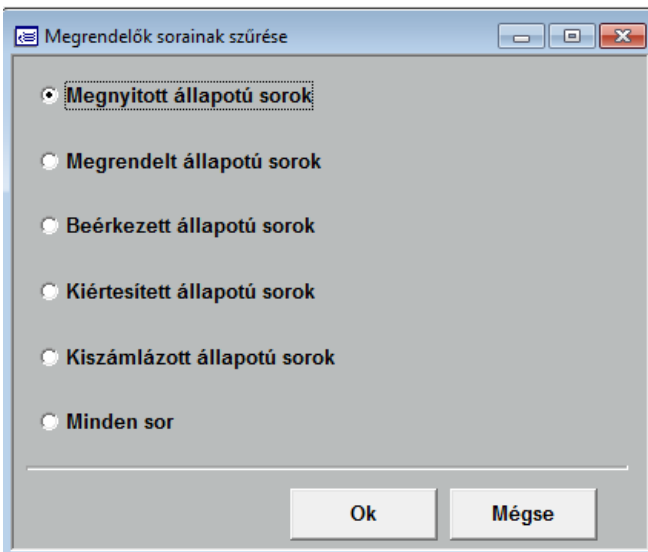 Megrendelők sorainak szűrése
Megnyitott állapotú sorok
Megrendelt állapotú sorok
Beérkezett állapotú sorok
Kiértesített állapotú sorok
Kiszámlázott állapotú sorok
Minden sor
Ok
Mégse